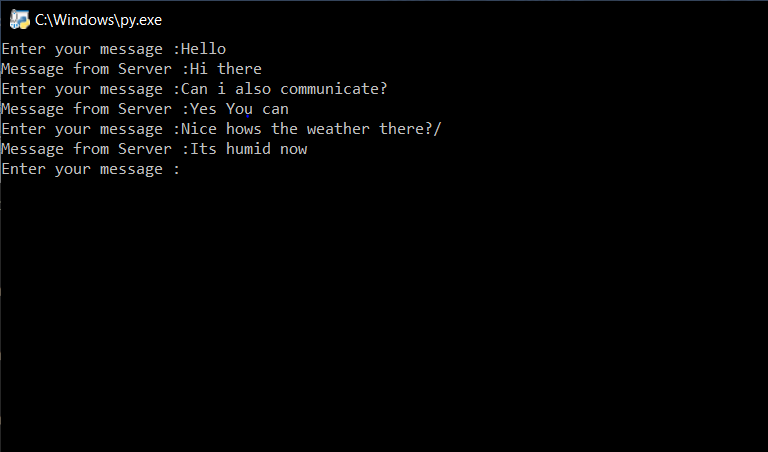 C:\Windows\py.exe
Enter your message :Hello
Message from Server :Hi there
Enter your message :Can i also communicate?
Message from Server :Yes You can
Enter your message :Nice hows the weather there?/
Message from Server :Its humid now
Enter your message :